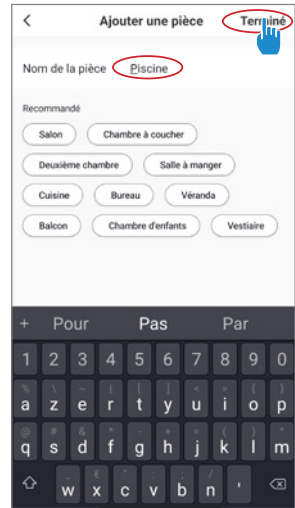 Ajouter une pièce Terminé
Nom de la pièce Piscine
Recommandé
Salon Chambre à coucher
Deuxième chambre Salle à manger
Cuisine Bureau Véranda
Balcon Chambre d'enfants Vestiaire
+ Pour Pas Par
1 2 3 4 5 6 7 8 9 0
a z e r t y u i o p
q s d f g h j k l m
w x c v b n '